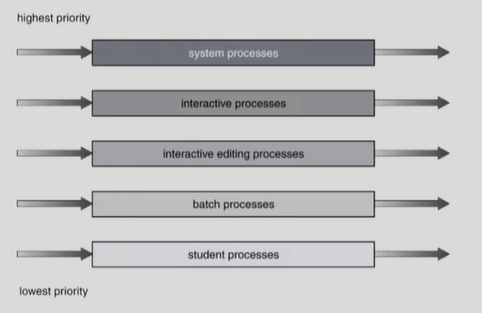 highest priority
system processes
interactive processes
interactive editing processes
batch processes
student processes
lowest priority